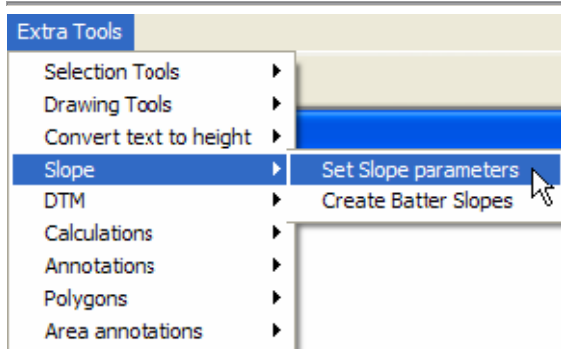 Extra Tools
Selection Tools
Drawing Tools
Convert text to height
Slope
Set Slope parameters
DTM
Create Batter Slopes
Calculations
Annotations
Polygons
Area annotations